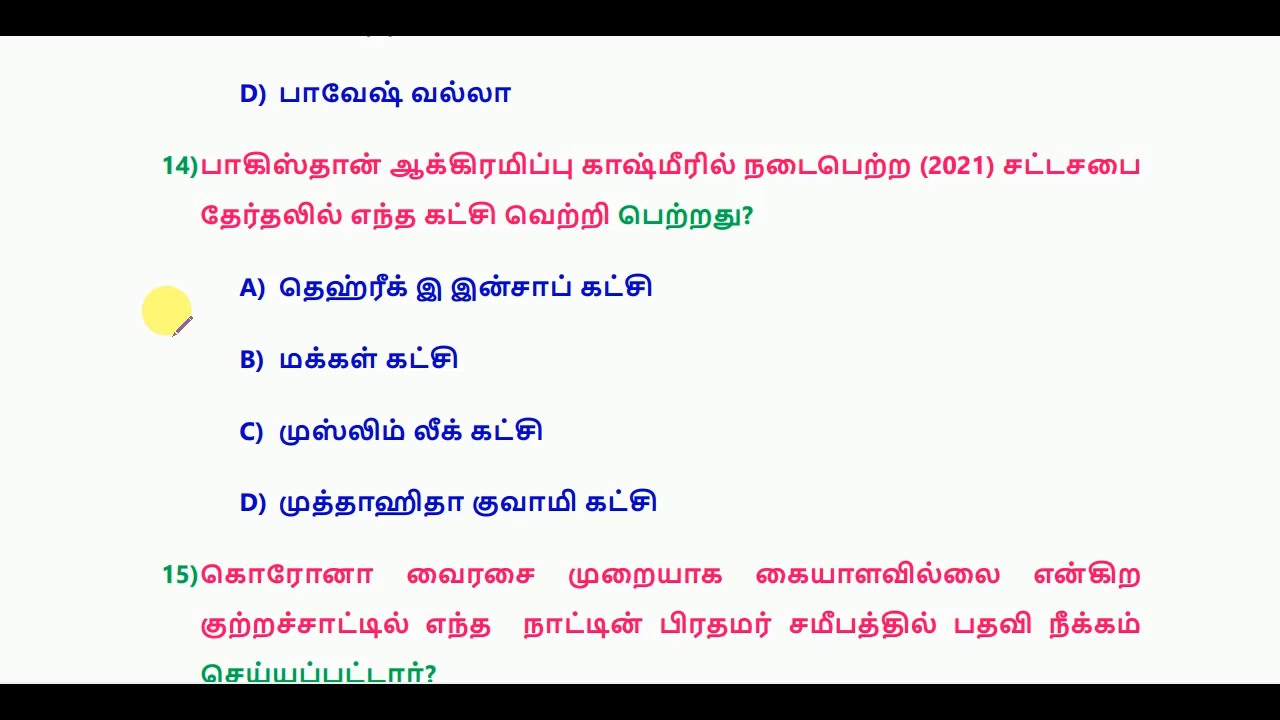 D) பாவேஷ் வல்லா
14)பாகிஸ்தான் ஆக்கிரமிப்பு காஷ்மீரில் நடைபெற்ற (2021) சட்டசபை
தேர்தலில் எந்த கட்சி வெற்றி பெற்றது?
A) தெஹ்ரீக் இ இன்சாப் கட்சி
B) மக்கள் கட்சி
C) முஸ்லிம் லீக் கட்சி
D) முத்தாஹிதா குவாமி கட்சி
15)கொரோனா வைரசை முறையாக கையாளவில்லை என்கிற
குற்றச்சாட்டில் எந்த நாட்டின் பிரதமர் சமீபத்தில் பதவி நீக்கம்
செய்யப்பட்டார்?